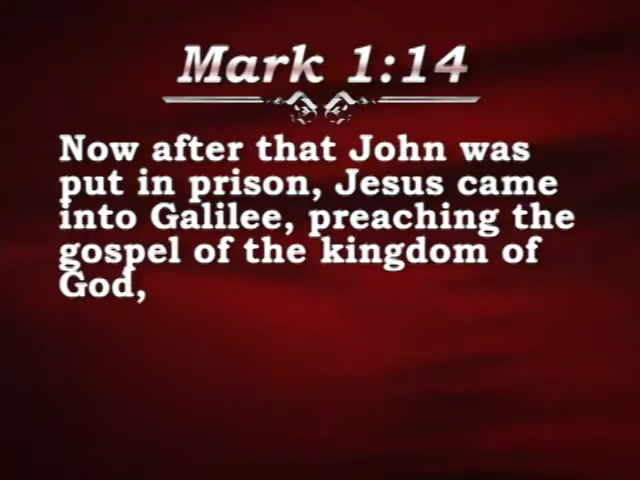 Mark 1:14
Now after that John was
put in prison, Jesus came
into Galilee, preaching the
gospel of the kingdom of
God,